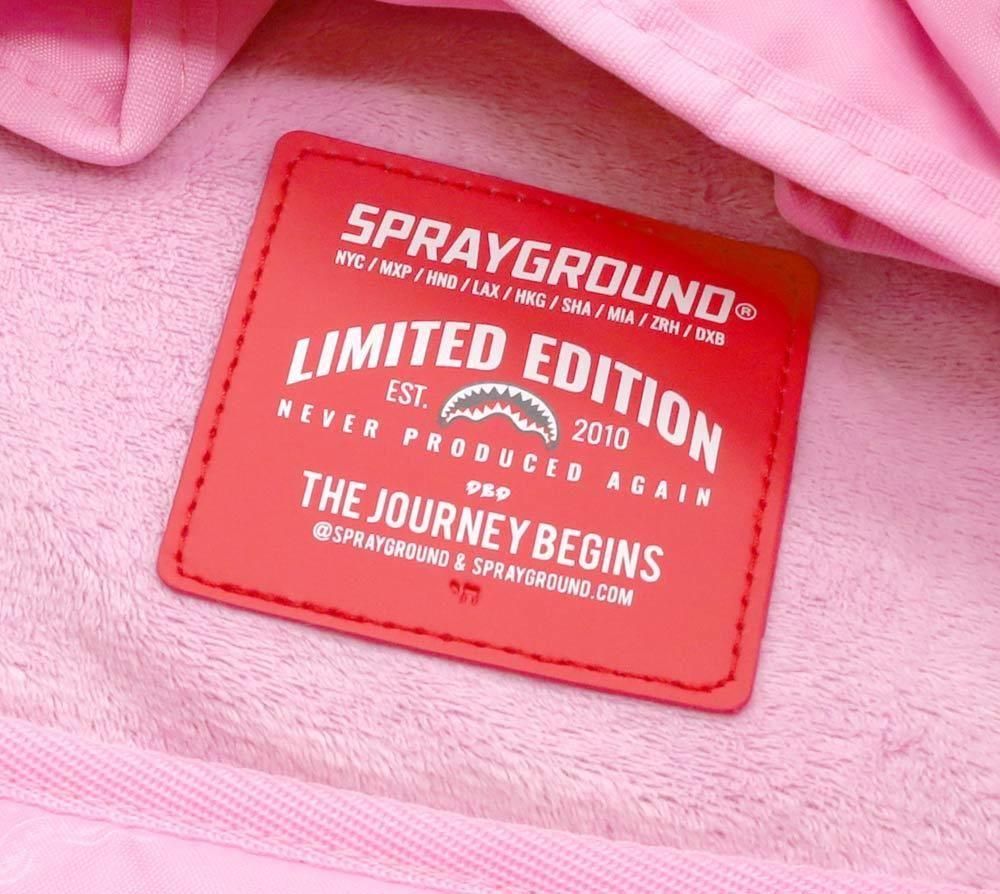 SPRAYGROUND®
NYC / MXP / HND / LAX / HKG / SHA / MIA / ZRH / DXB
LIMITED EDITION
EST. 2010
NEVER PRODUCED AGAIN
DBD
THE JOURNEY BEGINS
@SPRAYGROUND & SPRAYGROUND.COM